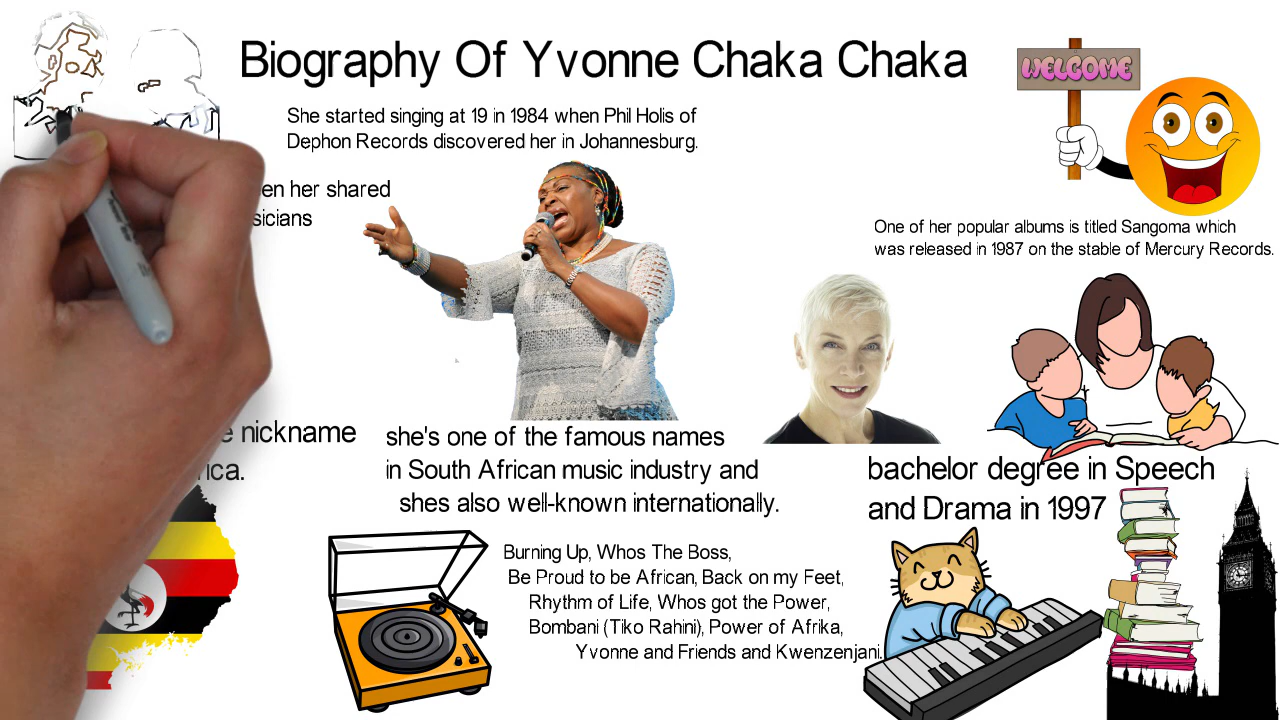 Biography Of Yvonne Chaka Chaka
WELCOME
She started singing at 19 in 1984 when Phil Holis of
Dephon Records discovered her in Johannesburg.
her shared
One of her popular albums is titled Sangoma which
was released in 1987 on the stable of Mercury Records.
nickname
she's one of the famous names
in South African music industry and
shes also well-known internationally.
bachelor degree in Speech
and Drama in 1997
Burning Up, Whos The Boss,
Be Proud to be African, Back on my Feet,
Rhythm of Life, Whos got the Power,
Bombani (Tiko Rahini), Power of Afrika,
Yvonne and Friends and Kwenzenjani.